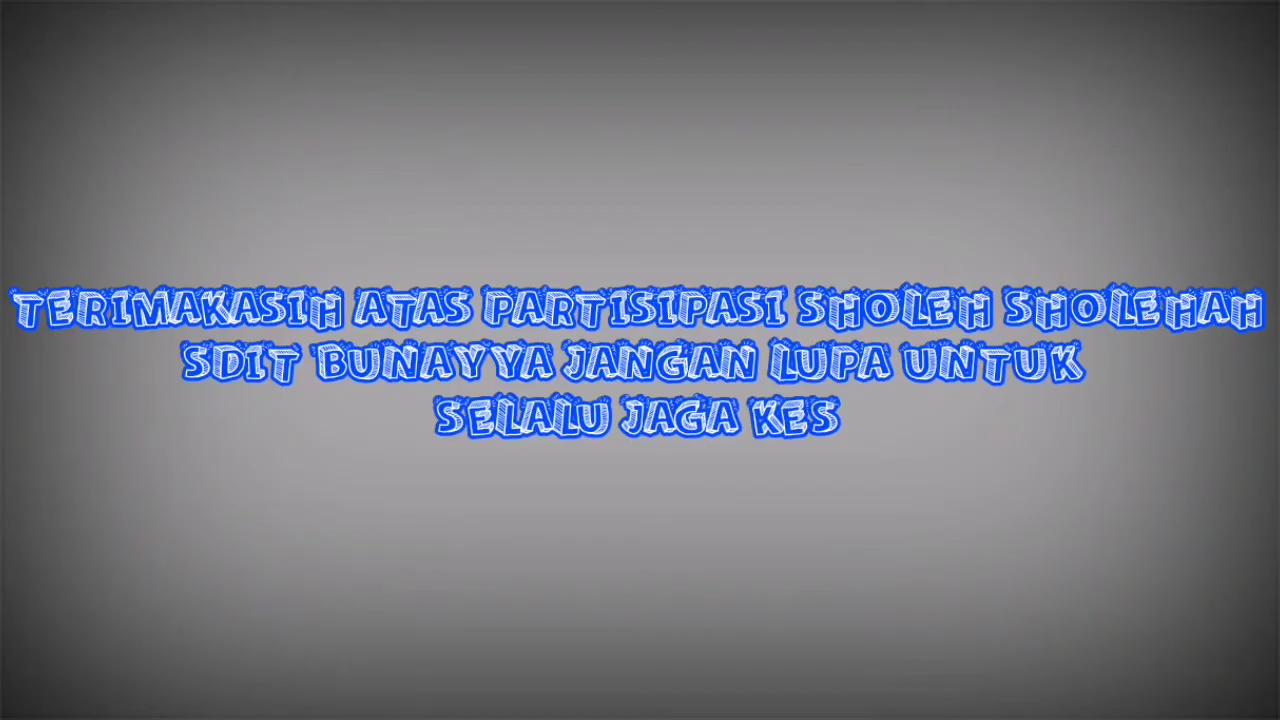 TERIMAKASIH ATAS PARTISIPASI SHOLEH SHOLEHAH
SDIT BUNAYYA JANGAN LUPA UNTUK
SELALU JAGA KES